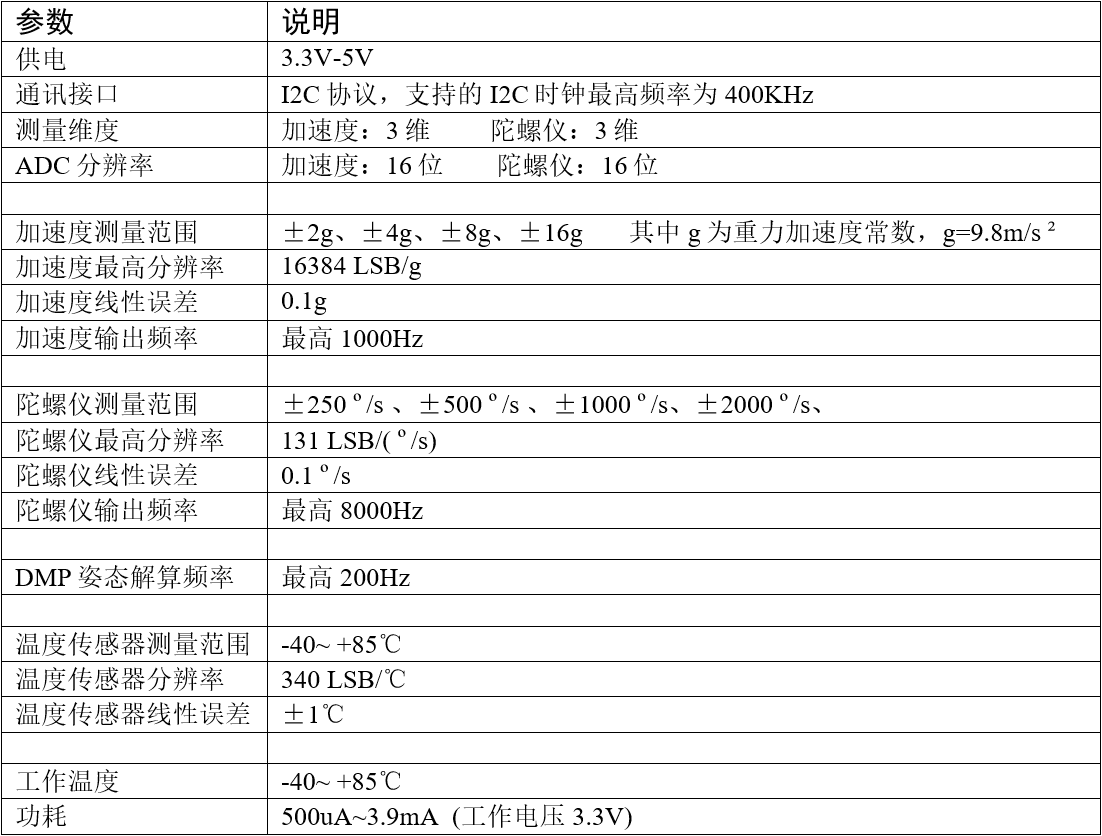 参数 说明
供电 3.3V-5V
通讯接口 I2C 协议，支持的 I2C 时钟最高频率为 400KHz
测量维度 加速度：3 维 陀螺仪：3 维
ADC 分辨率 加速度：16 位 陀螺仪：16 位
加速度测量范围 ±2g、±4g、±8g、±16g 其中 g 为重力加速度常数，g=9.8m/s ²
加速度最高分辨率 16384 LSB/g
加速度线性误差 0.1g
加速度输出频率 最高 1000Hz
陀螺仪测量范围 ±250 º /s 、±500 º /s 、±1000 º /s、±2000 º /s、
陀螺仪最高分辨率 131 LSB/( º /s)
陀螺仪线性误差 0.1 º /s
陀螺仪输出频率 最高 8000Hz
DMP 姿态解算频率 最高 200Hz
温度传感器测量范围 -40~ +85℃
温度传感器分辨率 340 LSB/℃
温度传感器线性误差 ±1℃
工作温度 -40~ +85℃
功耗 500uA~3.9mA (工作电压 3.3V)